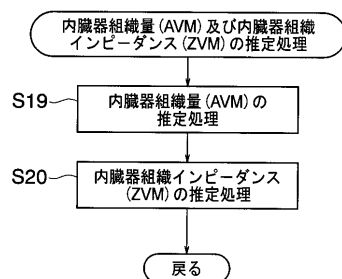 内臓器組織量(AVM)及び内臓器組織
インピーダンス(ZVM)の推定処理
S19
内臓器組織量(AVM)の
推定処理
S20
内臓器組織インピーダンス
(ZVM)の推定処理
戻る